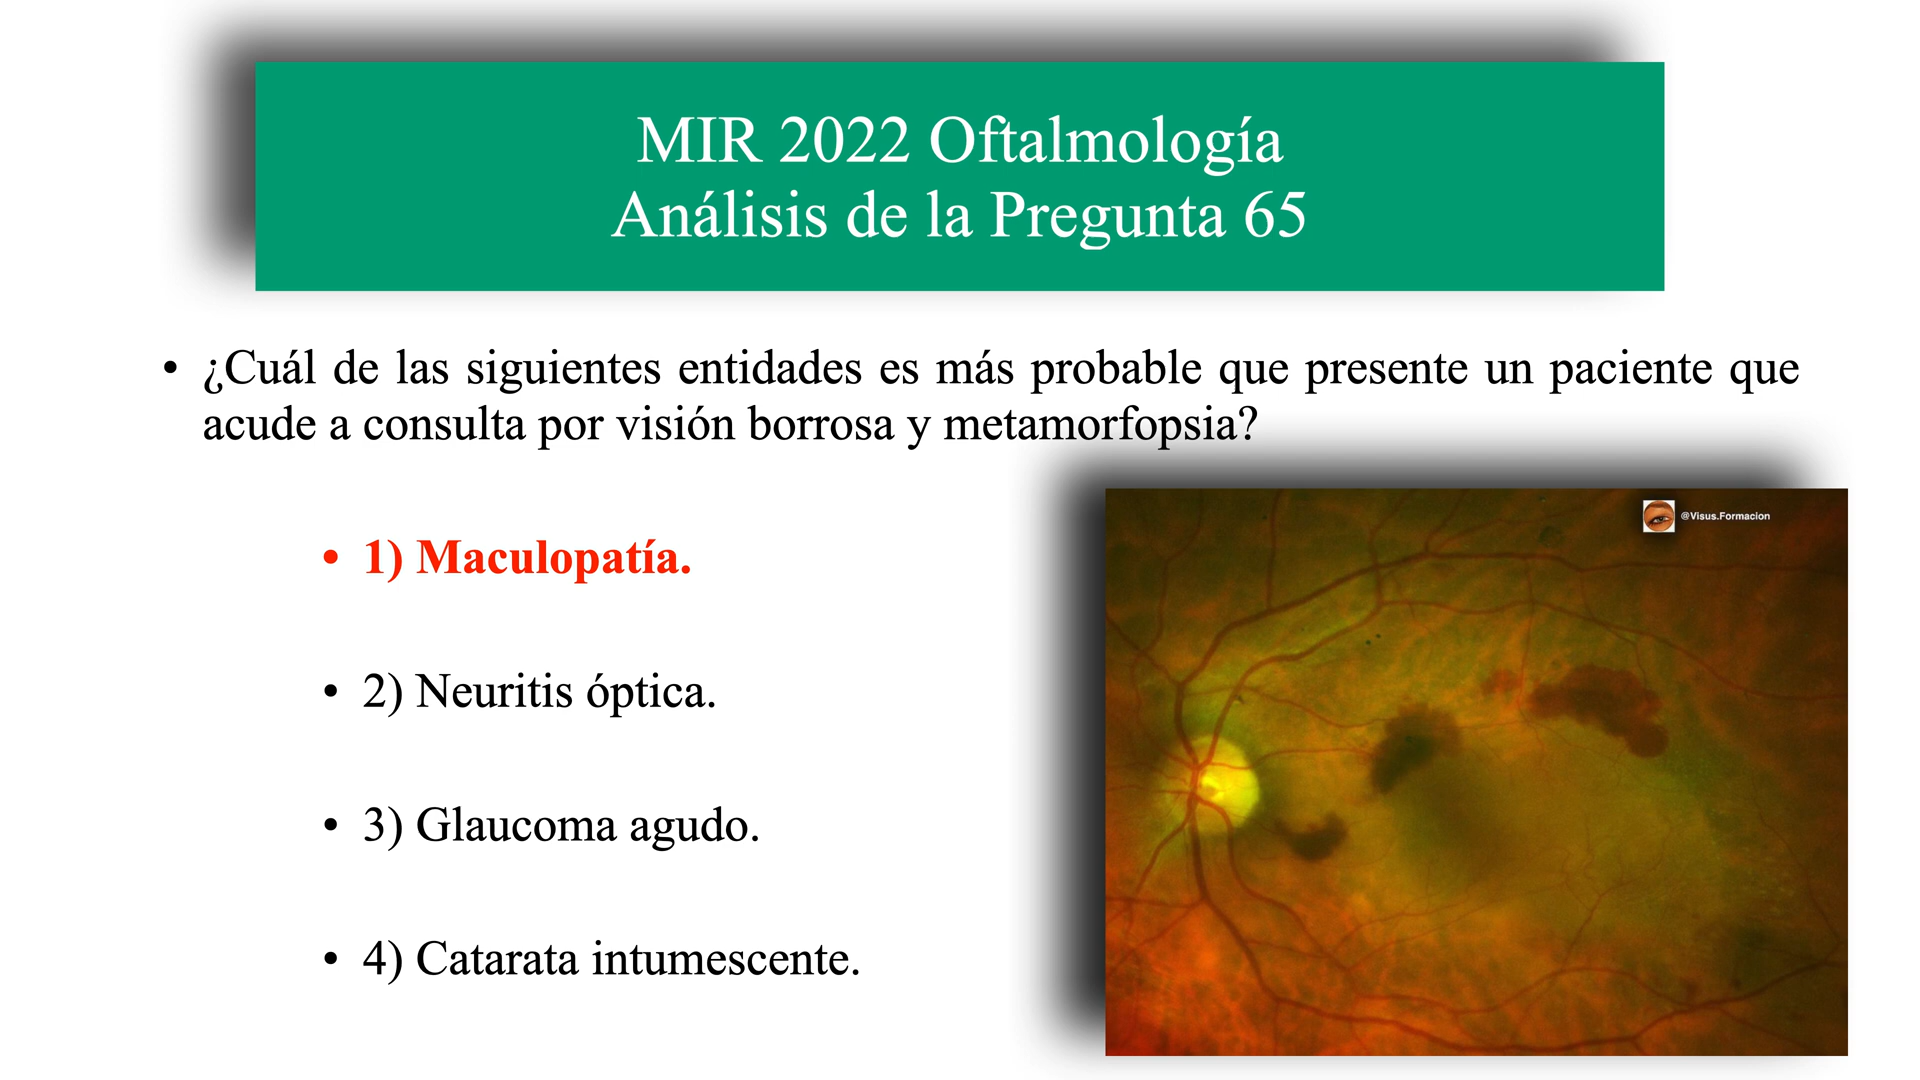 MIR 2022 Oftalmología
Análisis de la Pregunta 65
• ¿Cuál de las siguientes entidades es más probable que presente un paciente que
acude a consulta por visión borrosa y metamorfopsia?
• 1) Maculopatía.
@Visus.Formacion
• 2) Neuritis óptica.
• 3) Glaucoma agudo.
• 4) Catarata intumescente.